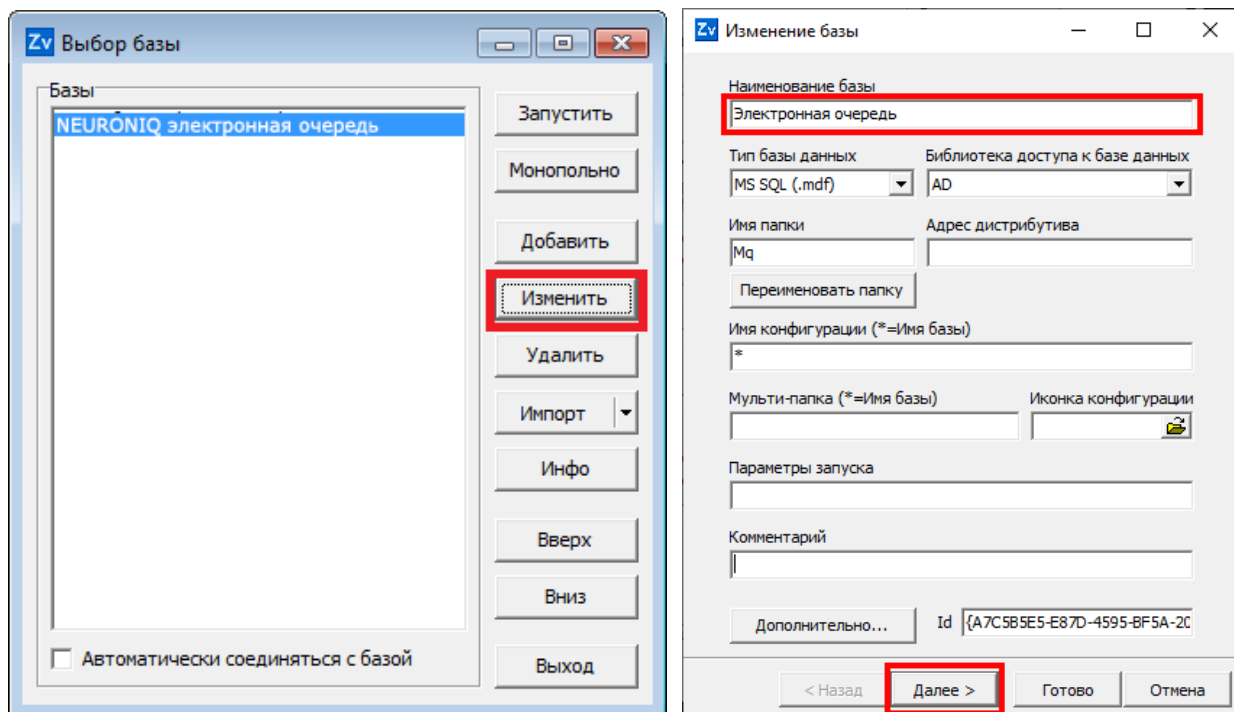 Zv Выбор базы
Базы
NEURONIQ электронная очередь
Запустить
Монопольно
Добавить
Изменить
Удалить
Импорт
Инфо
Вверх
Вниз
Автоматически соединяться с базой
Выход
Zv Изменение базы
Наименование базы
Электронная очередь
Тип базы данных Библиотека доступа к базе данных
MS SQL (.mdf) AD
Имя папки Адрес дистрибутива
Mq
Переименовать папку
Имя конфигурации (*=Имя базы)
*
Мульти-папка (*=Имя базы) Иконка конфигурации
Параметры запуска
Комментарий
Дополнительно... Id {A7C5B5E5-E87D-4595-BF5A-20
< Назад Далее > Готово Отмена